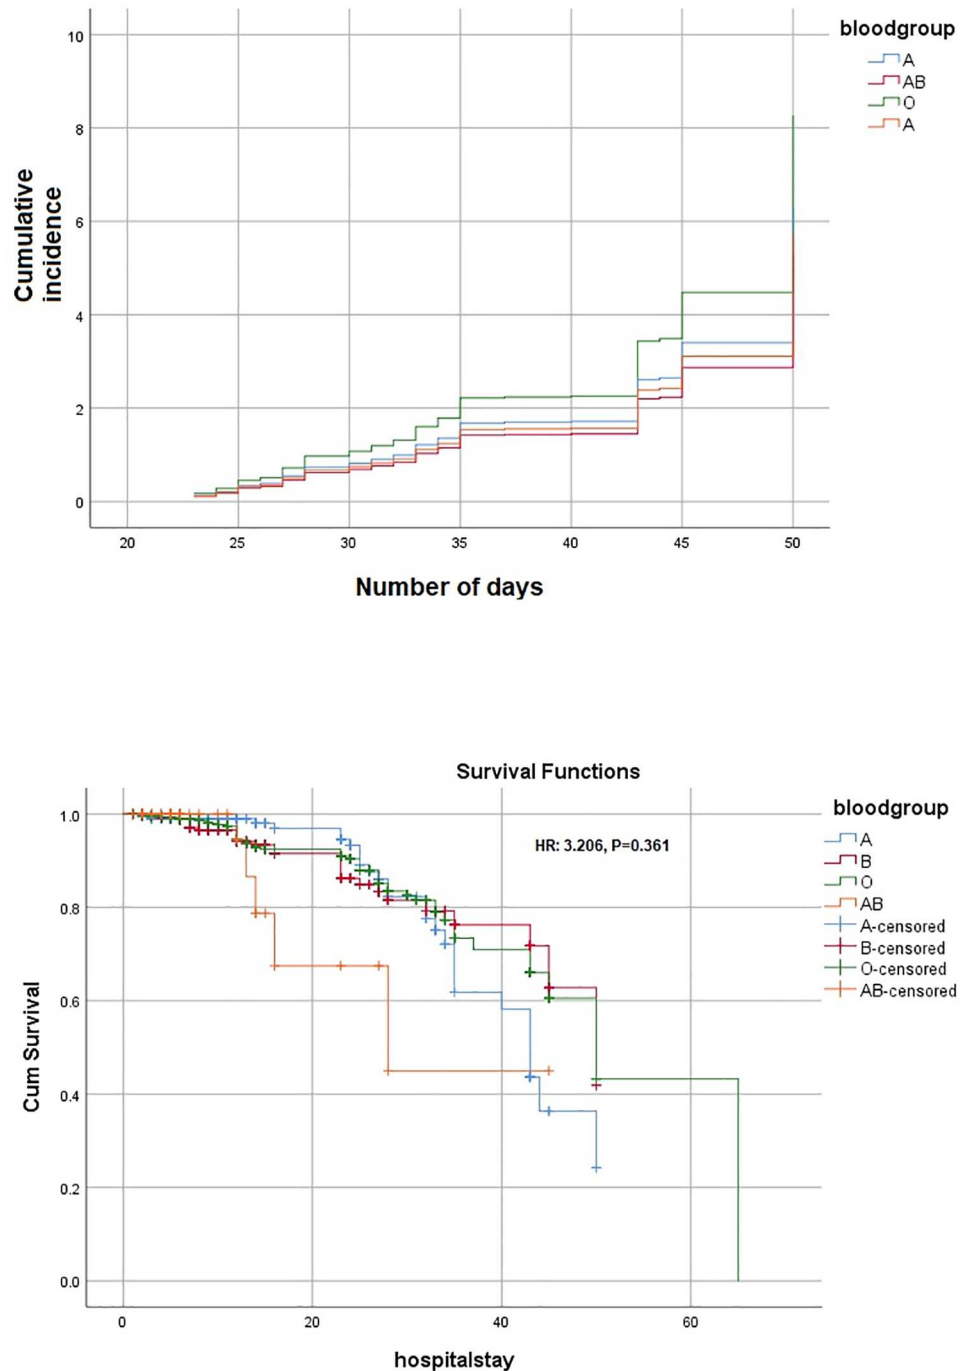 bloodgroup
A
AB
O
A
10
8
6
4
2
0
Cumulative
incidence
20 25 30 35 40 45 50
Number of days
Survival Functions
bloodgroup
A
B
O
AB
A-censored
B-censored
O-censored
AB-censored
HR: 3.206, P=0.361
1.0
0.8
0.6
0.4
0.2
0.0
Cum Survival
0 20 40 60
hospitalstay